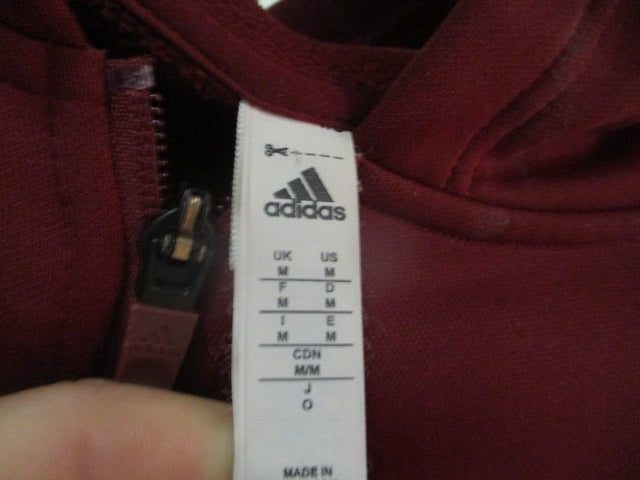 adidas
UK US
M M
F D
M M
I E
M M
CDN
M/M
J
O
MADE IN